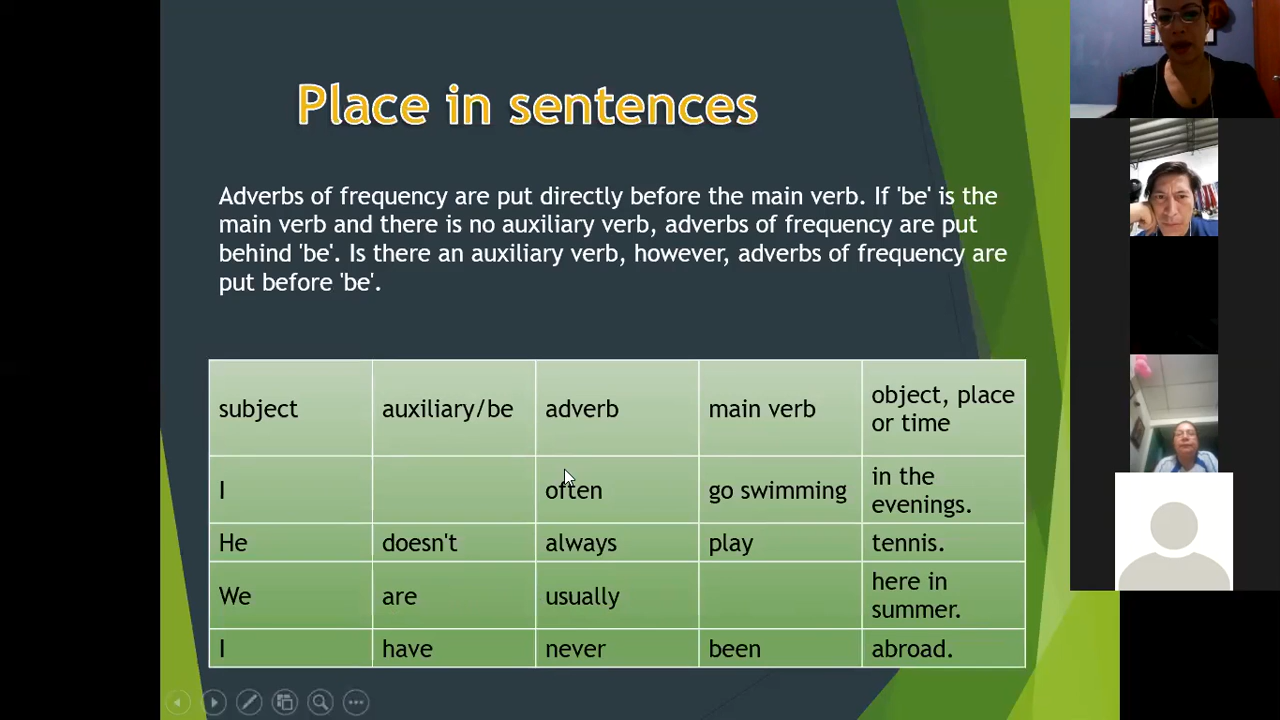 Place in sentences
Adverbs of frequency are put directly before the main verb. If 'be' is the
main verb and there is no auxiliary verb, adverbs of frequency are put
behind 'be'. Is there an auxiliary verb, however, adverbs of frequency are
put before 'be'.
subject auxiliary/be adverb main verb object, place
or time
I often go swimming in the
evenings.
He doesn't always play tennis.
We are usually here in
summer.
I have never been abroad.